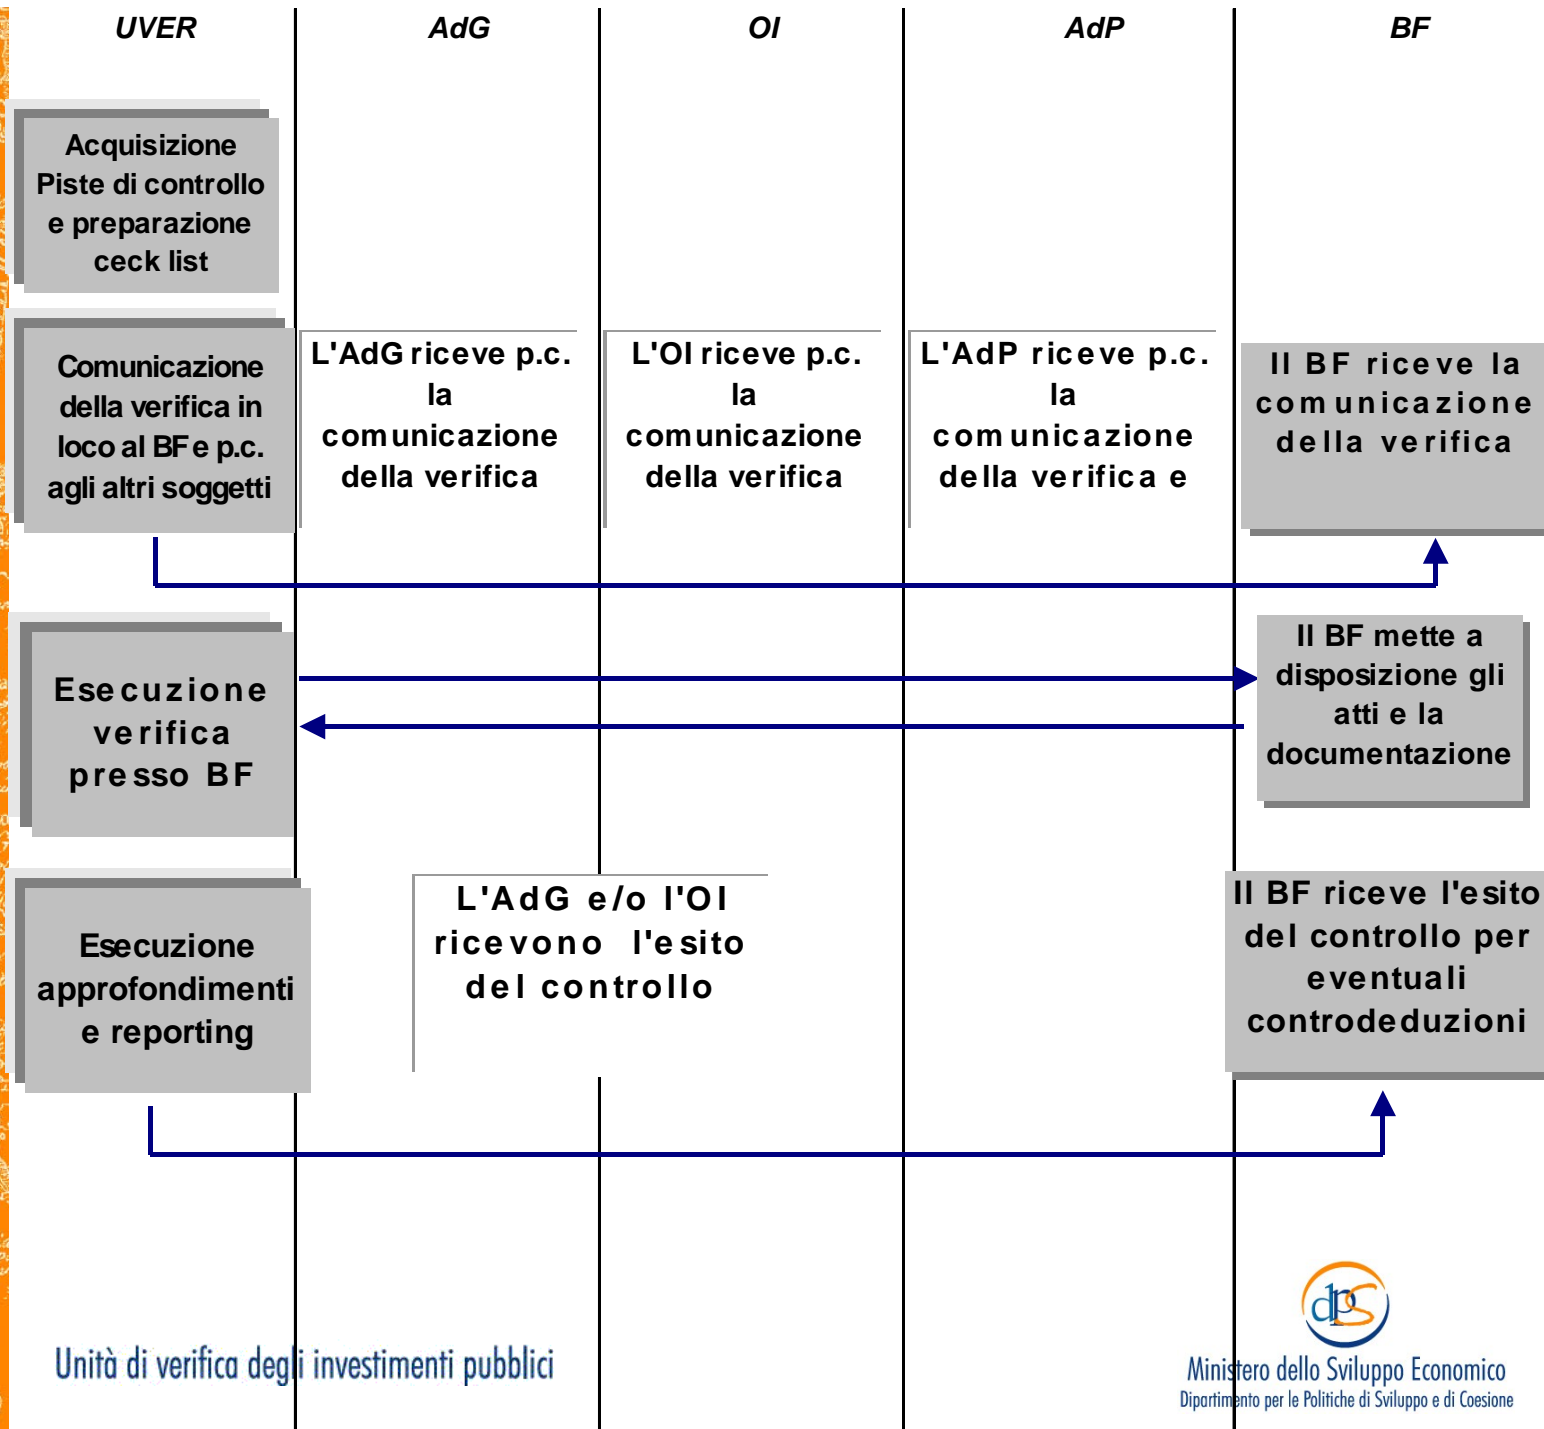 UVER
AdG
OI
AdP
BF
Acquisizione
Piste di controllo
e preparazione
ceck list
Comunicazione
della verifica in
loco al BF e p.c.
agli altri soggetti
L'AdG riceve p.c.
la
comunicazione
della verifica
L'OI riceve p.c.
la
comunicazione
della verifica
L'AdP riceve p.c.
la
comunicazione
della verifica e
Il BF riceve la
comunicazione
della verifica
Esecuzione
verifica
presso BF
Il BF mette a
disposizione gli
atti e la
documentazione
Esecuzione
approfondimenti
e reporting
L'AdG e/o l'OI
ricevono l'esito
del controllo
Il BF riceve l'esito
del controllo per
eventuali
controdeduzioni
Unità di verifica degli investimenti pubblici
dps
Ministero dello Sviluppo Economico
Dipartimento per le Politiche di Sviluppo e di Coesione